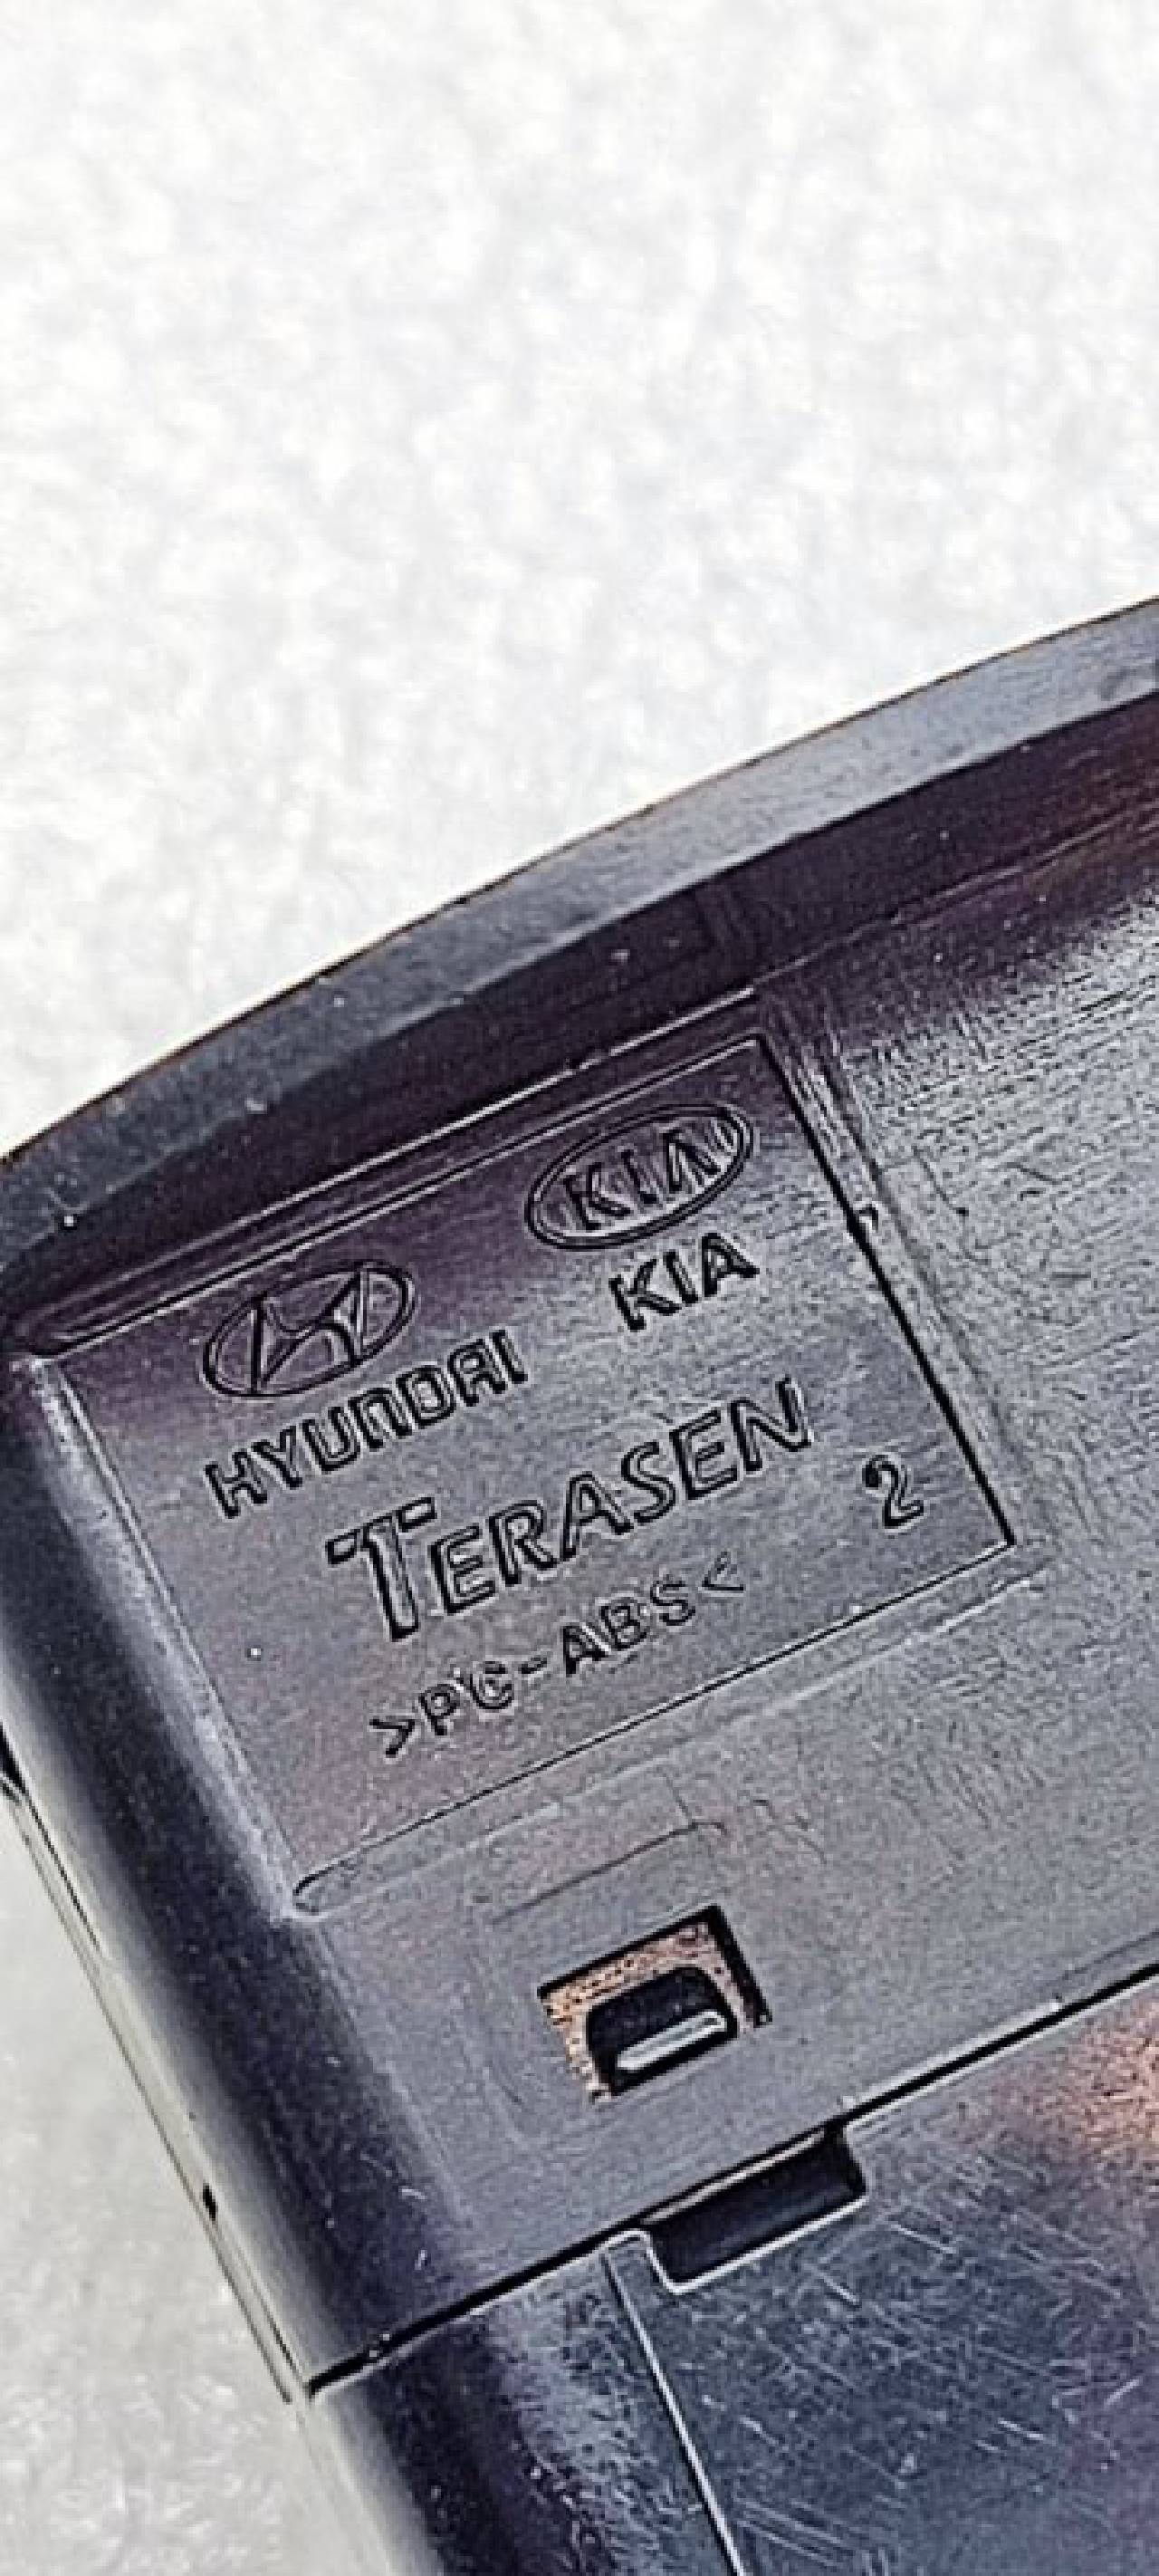 KIA
HYUNDAI KIA
TERASEN
2
>PC-ABS<